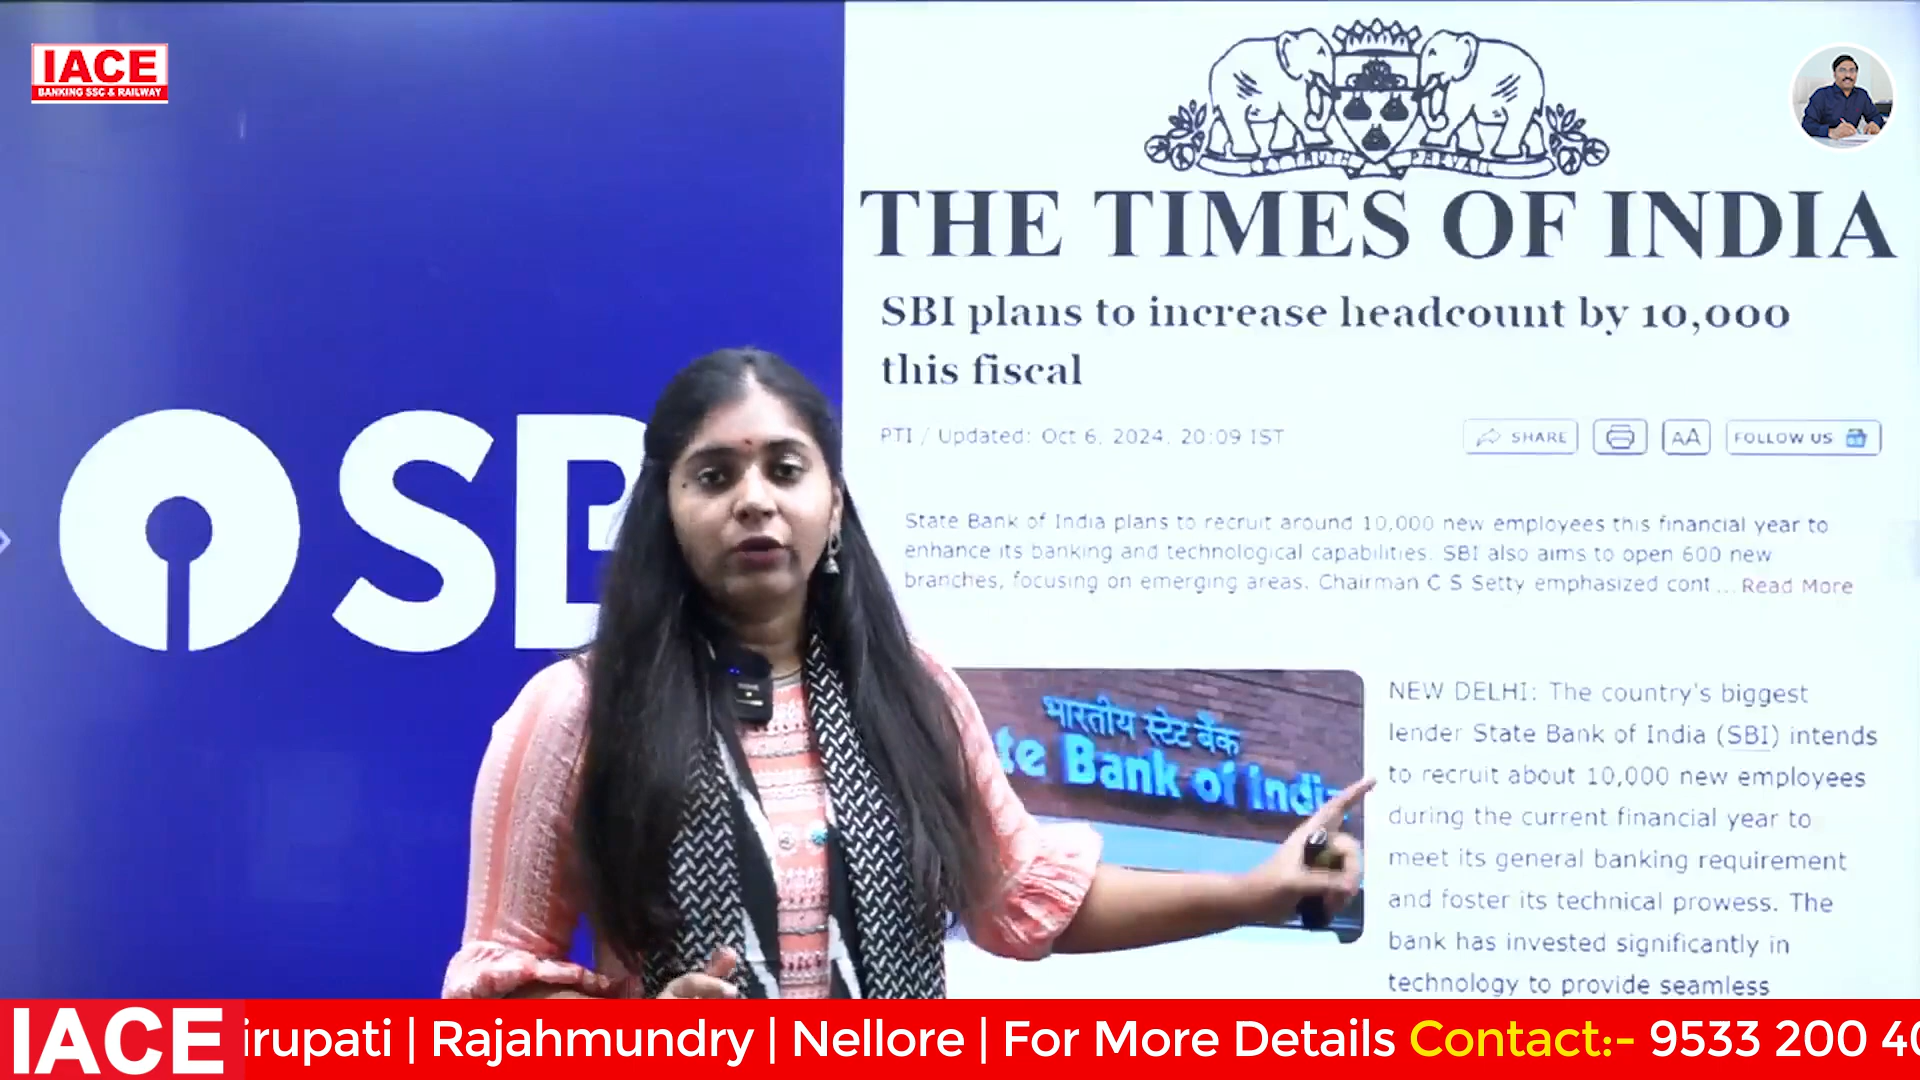 IACE
BANKING SSC & RAILWAY
THE TIMES OF INDIA
SBI plans to increase headcount by 10,000
this fiscal
PTI / Updated: Oct 6, 2024, 20:09 IST
SHARE
AA
FOLLOW US
State Bank of India plans to recruit around 10,000 new employees this financial year to
enhance its banking and technological capabilities. SBI also aims to open 600 new
branches, focusing on emerging areas. Chairman C S Setty emphasized cont ... Read More
SB
भारतीय स्टेट बैंक
te Bank of India
NEW DELHI: The country's biggest
lender State Bank of India (SBI) intends
to recruit about 10,000 new employees
during the current financial year to
meet its general banking requirement
and foster its technical prowess. The
bank has invested significantly in
technology to provide seamless
IACE
irupati | Rajahmundry | Nellore | For More Details Contact:- 9533 200 40